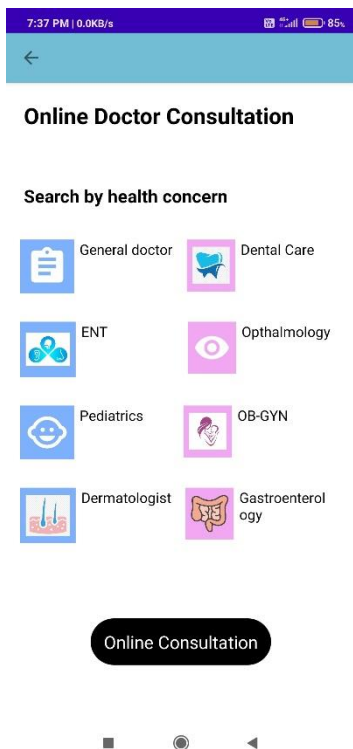 7:37 PM | 0.0KB/s 85%
Online Doctor Consultation
Search by health concern
General doctor Dental Care
ENT Opthalmology
Pediatrics OB-GYN
Dermatologist Gastroenterol
ogy
Online Consultation